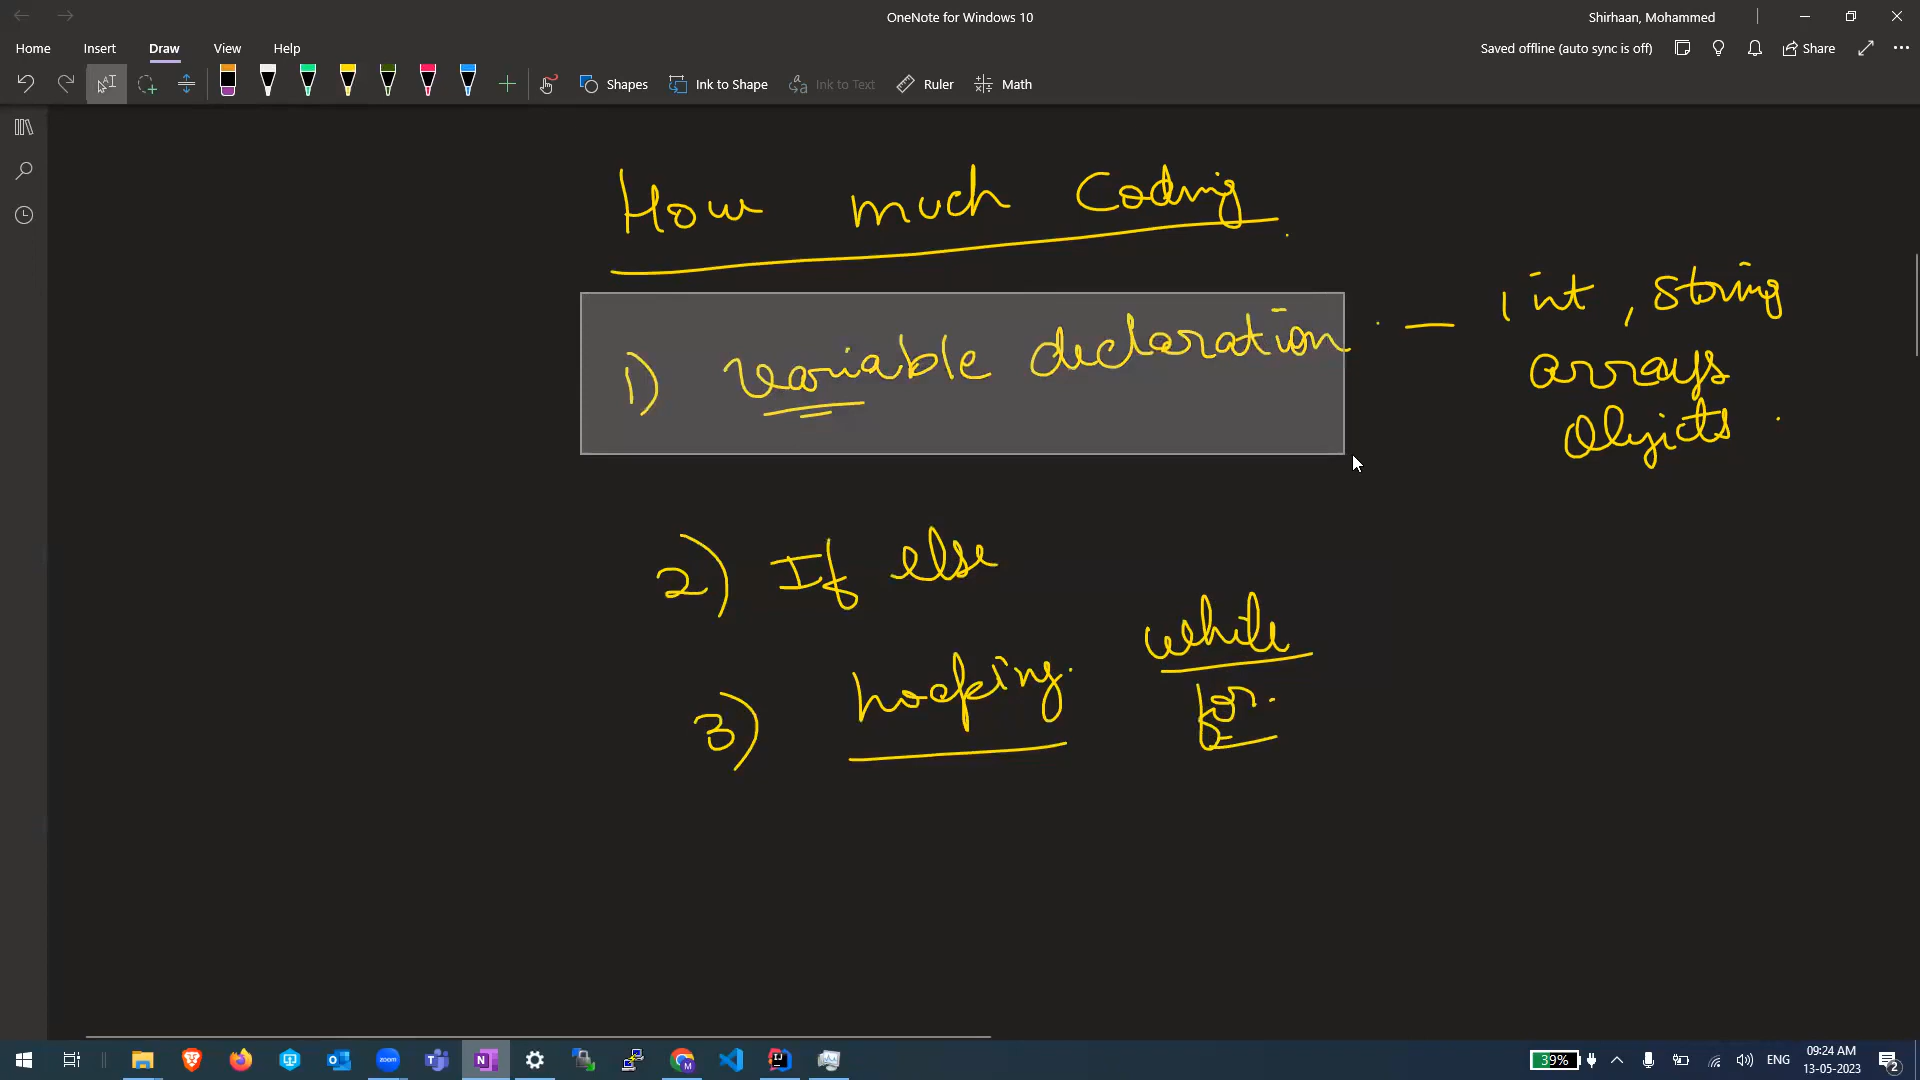 OneNote for Windows 10
Shirhaan, Mohammed
Home Insert Draw View Help
Saved offline (auto sync is off) Share
Shapes Ink to Shape Ink to Text Ruler Math
How much Coding.
1) variable declaration. — int, string
arrays
Objects.
2) If else
3) Looping. while
for.
39% ENG 09:24 AM
13-05-2023
2